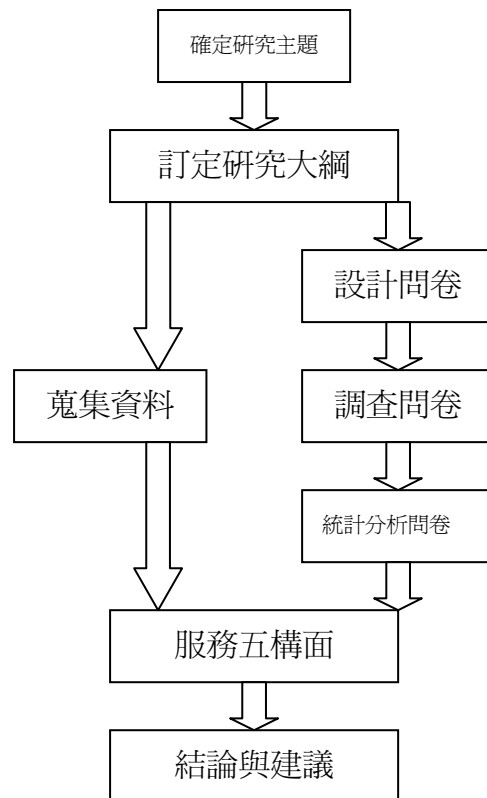 確定研究主題
訂定研究大綱
設計問卷
蒐集資料
調查問卷
統計分析問卷
服務五構面
結論與建議